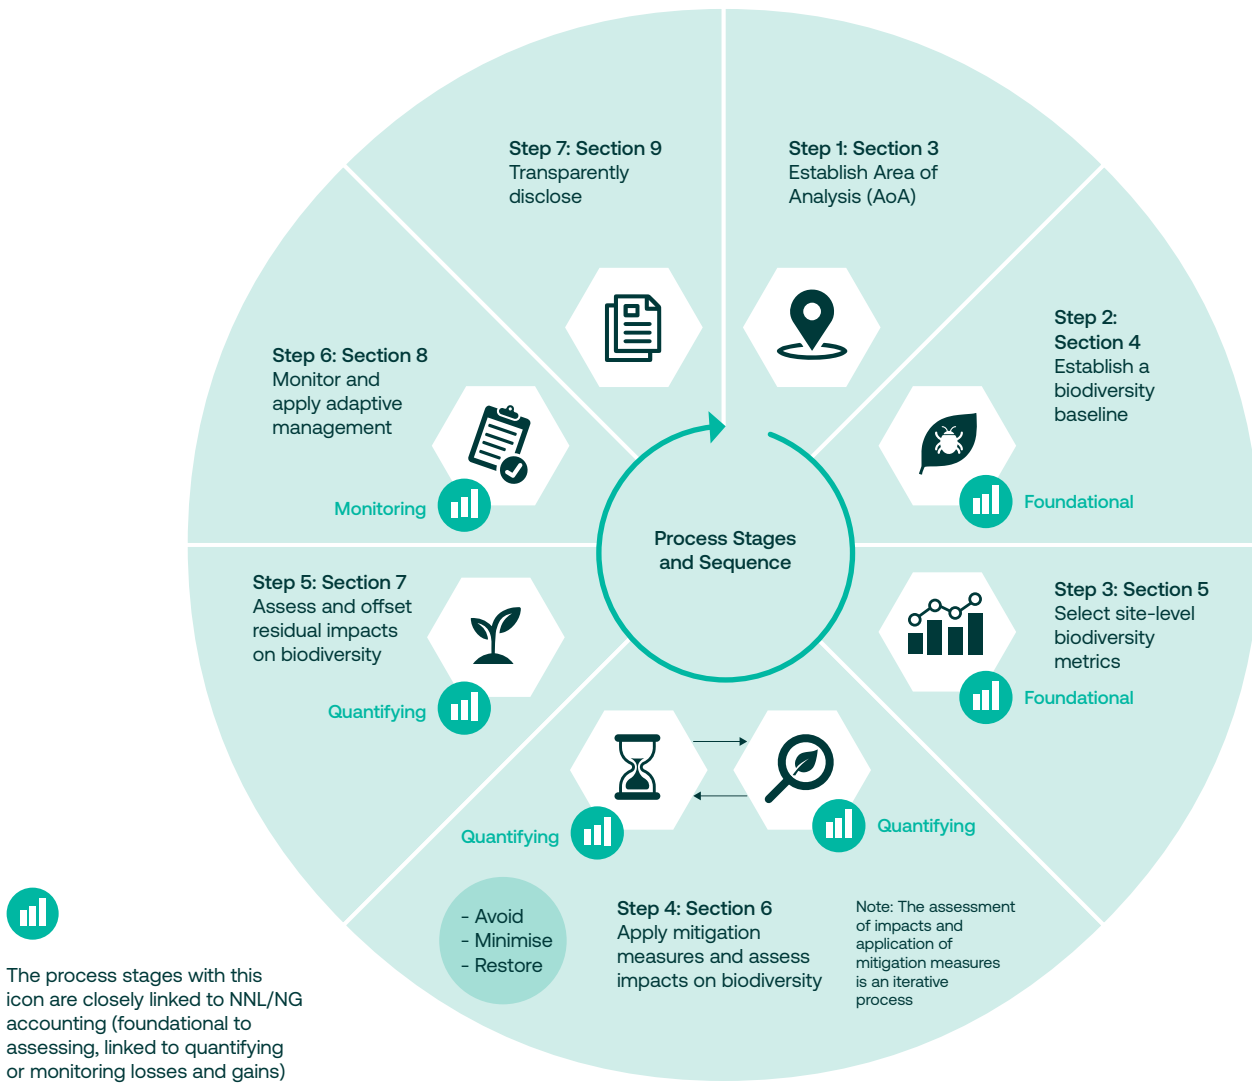 Step 7: Section 9
Transparently
disclose
Step 1: Section 3
Establish Area of
Analysis (AoA)
Step 2:
Section 4
Establish a
biodiversity
baseline
Foundational
Step 6: Section 8
Monitor and
apply adaptive
management
Monitoring
Process Stages
and Sequence
Step 5: Section 7
Assess and offset
residual impacts
on biodiversity
Quantifying
Step 3: Section 5
Select site-level
biodiversity
metrics
Foundational
Quantifying
Quantifying
- Avoid
- Minimise
- Restore
Step 4: Section 6
Apply mitigation
measures and assess
impacts on biodiversity
Note: The assessment
of impacts and
application of
mitigation measures
is an iterative
process
The process stages with this
icon are closely linked to NNL/NG
accounting (foundational to
assessing, linked to quantifying
or monitoring losses and gains)